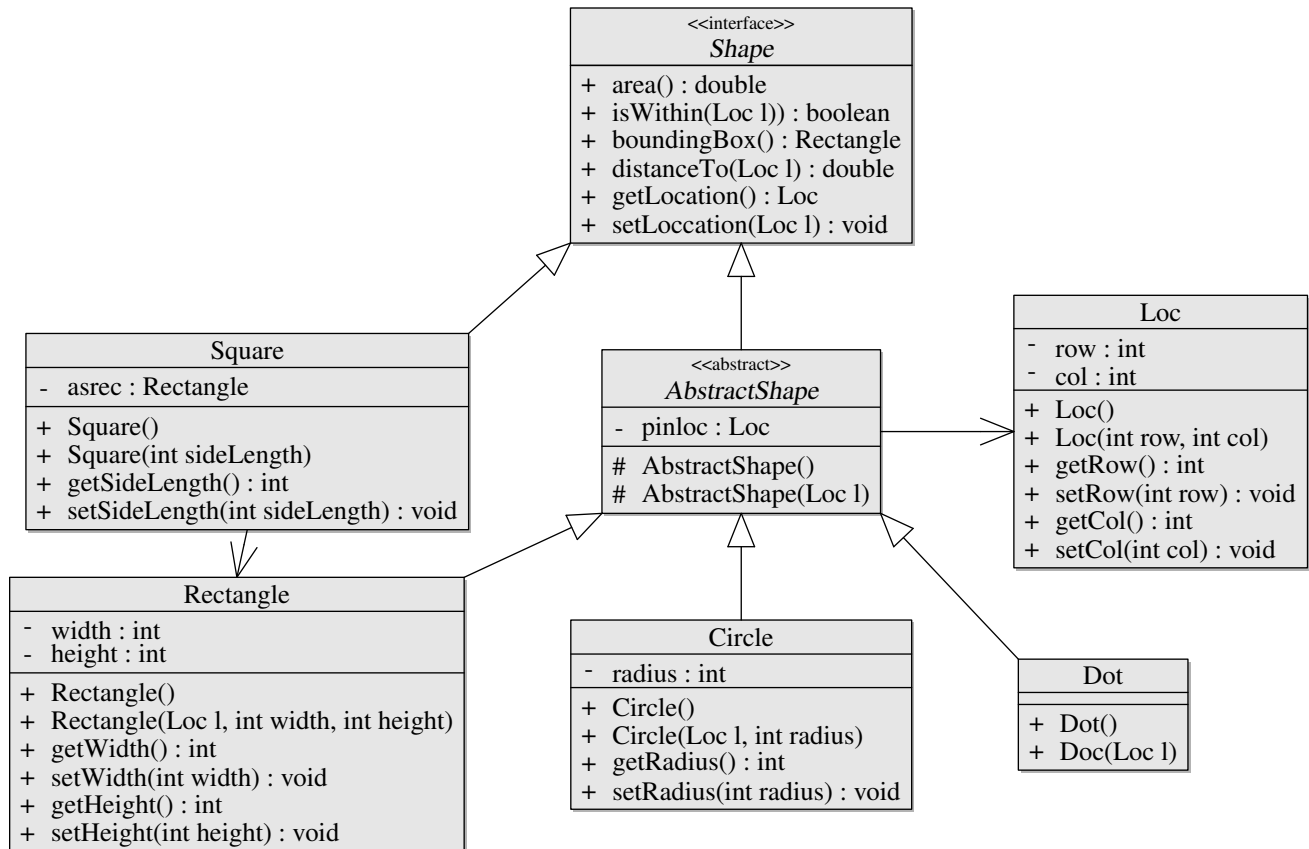 <<interface>>
Shape
+ area() : double
+ isWithin(Loc l)) : boolean
+ boundingBox() : Rectangle
+ distanceTo(Loc l) : double
+ getLocation() : Loc
+ setLoccation(Loc l) : void
Square
- asrec : Rectangle
+ Square()
+ Square(int sideLength)
+ getSideLength() : int
+ setSideLength(int sideLength) : void
<<abstract>>
AbstractShape
- pinloc : Loc
# AbstractShape()
# AbstractShape(Loc l)
Loc
- row : int
- col : int
+ Loc()
+ Loc(int row, int col)
+ getRow() : int
+ setRow(int row) : void
+ getCol() : int
+ setCol(int col) : void
Rectangle
- width : int
- height : int
+ Rectangle()
+ Rectangle(Loc l, int width, int height)
+ getWidth() : int
+ setWidth(int width) : void
+ getHeight() : int
+ setHeight(int height) : void
Circle
- radius : int
+ Circle()
+ Circle(Loc l, int radius)
+ getRadius() : int
+ setRadius(int radius) : void
Dot
+ Dot()
+ Doc(Loc l)